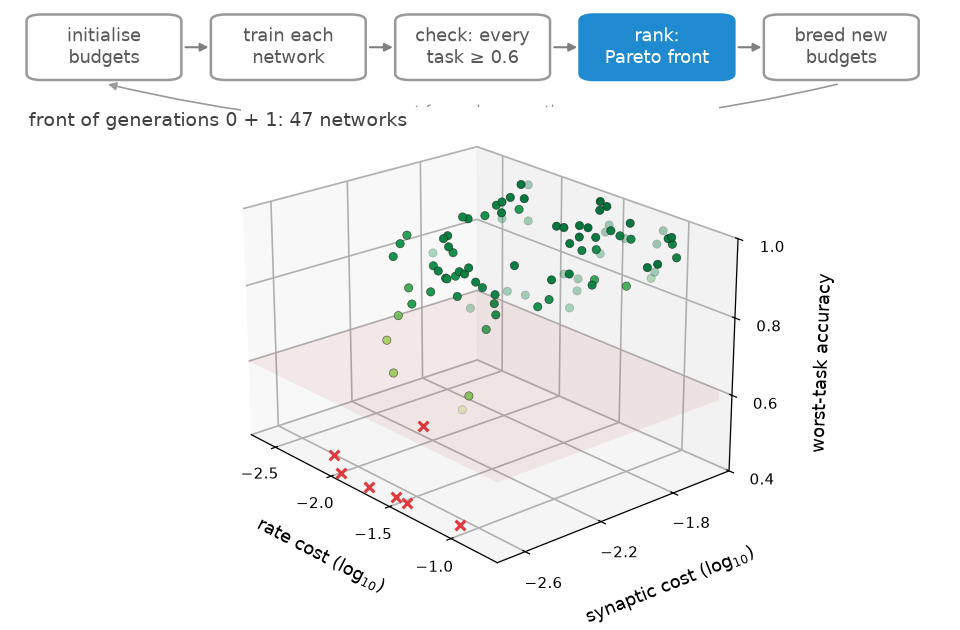 initialise
budgets
train each
network
check: every
task ≥ 0.6
rank:
Pareto front
breed new
budgets
front of generations 0 + 1: 47 networks
1.0
0.8
0.6
0.4
worst-task accuracy
−2.5
−2.0
−1.5
−1.0
rate cost (log10)
−1.8
−2.2
−2.6
synaptic cost (log10)